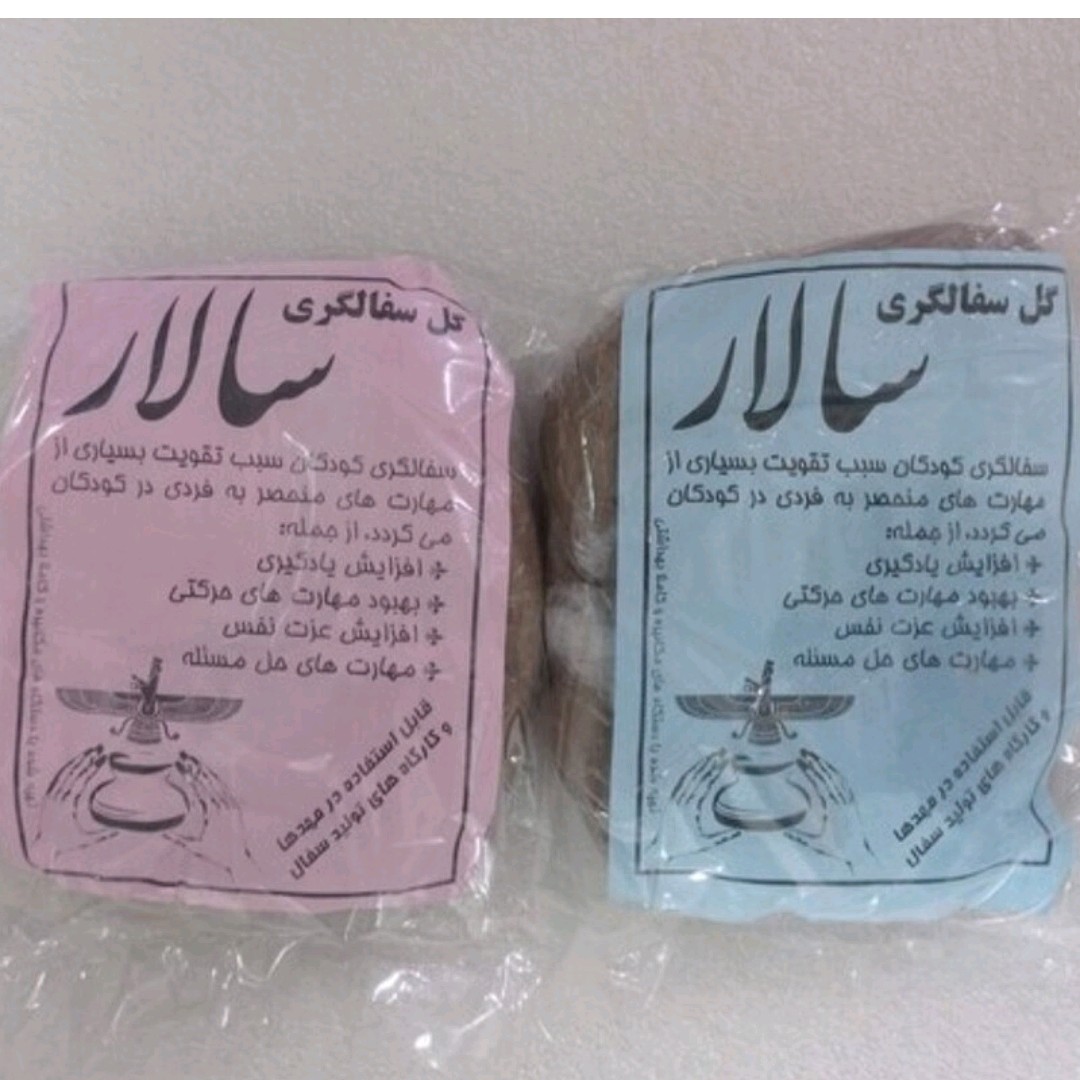 گل سفالگری
سالار
سفالگری کودکان سبب تقویت بسیاری از
مهارت های منحصر به فردی در کودکان
می گردد، از جمله:
+ افزایش یادگیری
+ بهبود مهارت های حرکتی
+ افزایش عزت نفس
+ مهارت های حل مسئله
قابل استفاده در مهدها
و کارگاه های تولید سفال
گل سفالگری
سالار
سفالگری کودکان سبب تقویت بسیاری از
مهارت های منحصر به فردی در کودکان
می گردد، از جمله:
+ افزایش یادگیری
+ بهبود مهارت های حرکتی
+ افزایش عزت نفس
+ مهارت های حل مسئله
قابل استفاده در مهدها
و کارگاه های تولید سفال